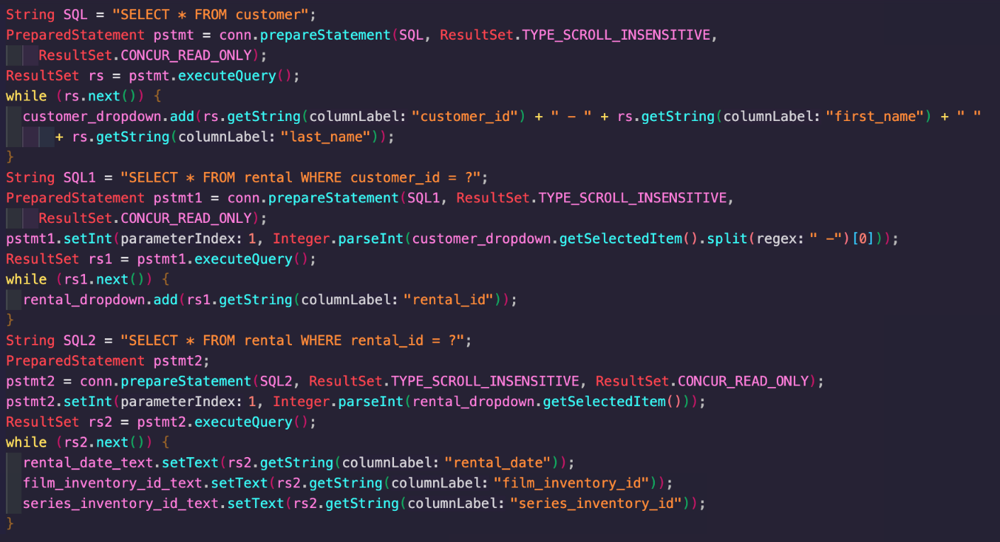 String SQL = "SELECT * FROM customer";
PreparedStatement pstmt = conn.prepareStatement(SQL, ResultSet.TYPE_SCROLL_INSENSITIVE,
    ResultSet.CONCUR_READ_ONLY);
ResultSet rs = pstmt.executeQuery();
while (rs.next()) {
  customer_dropdown.add(rs.getString(columnLabel:"customer_id") + " - " + rs.getString(columnLabel:"first_name") + " "
      + rs.getString(columnLabel:"last_name"));
}
String SQL1 = "SELECT * FROM rental WHERE customer_id = ?";
PreparedStatement pstmt1 = conn.prepareStatement(SQL1, ResultSet.TYPE_SCROLL_INSENSITIVE,
    ResultSet.CONCUR_READ_ONLY);
pstmt1.setInt(parameterIndex:1, Integer.parseInt(customer_dropdown.getSelectedItem().split(regex:" -")[0]));
ResultSet rs1 = pstmt1.executeQuery();
while (rs1.next()) {
  rental_dropdown.add(rs1.getString(columnLabel:"rental_id"));
}
String SQL2 = "SELECT * FROM rental WHERE rental_id = ?";
PreparedStatement pstmt2;
pstmt2 = conn.prepareStatement(SQL2, ResultSet.TYPE_SCROLL_INSENSITIVE, ResultSet.CONCUR_READ_ONLY);
pstmt2.setInt(parameterIndex:1, Integer.parseInt(rental_dropdown.getSelectedItem()));
ResultSet rs2 = pstmt2.executeQuery();
while (rs2.next()) {
  rental_date_text.setText(rs2.getString(columnLabel:"rental_date"));
  film_inventory_id_text.setText(rs2.getString(columnLabel:"film_inventory_id"));
  series_inventory_id_text.setText(rs2.getString(columnLabel:"series_inventory_id"));
}